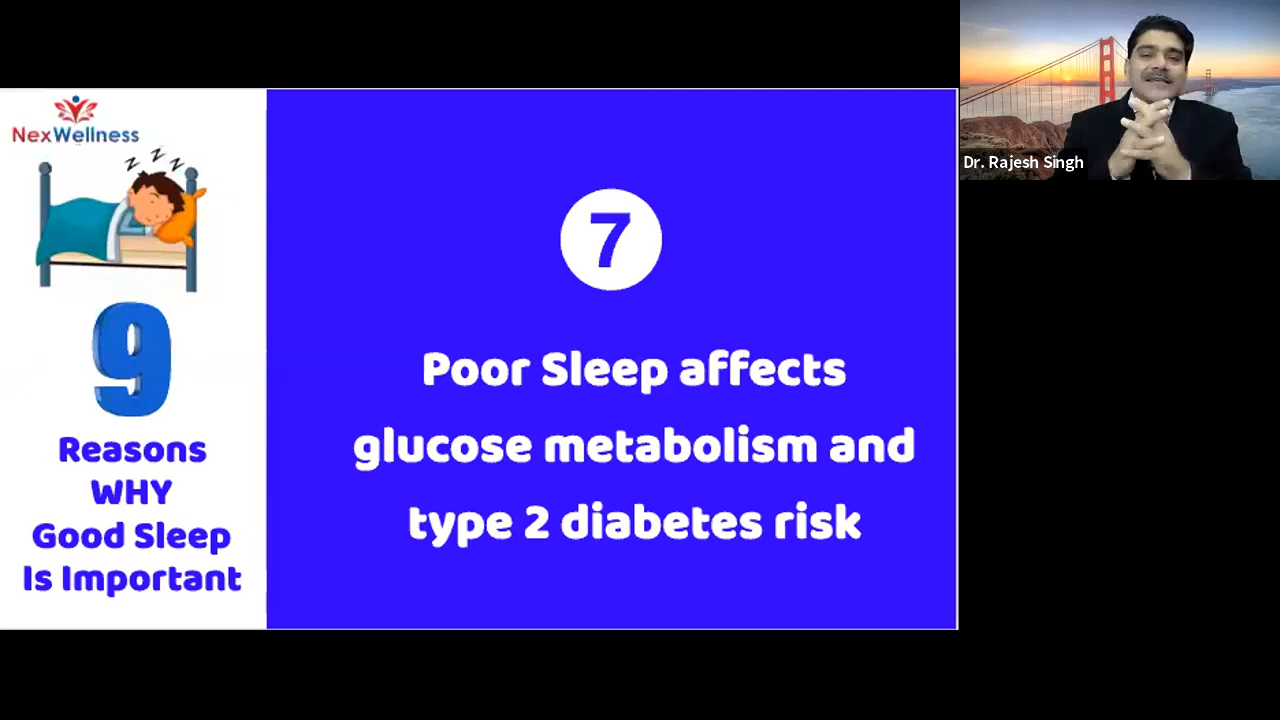 NexWellness
z z z
9
Reasons
WHY
Good Sleep
Is Important
7
Poor Sleep affects
glucose metabolism and
type 2 diabetes risk
Dr. Rajesh Singh